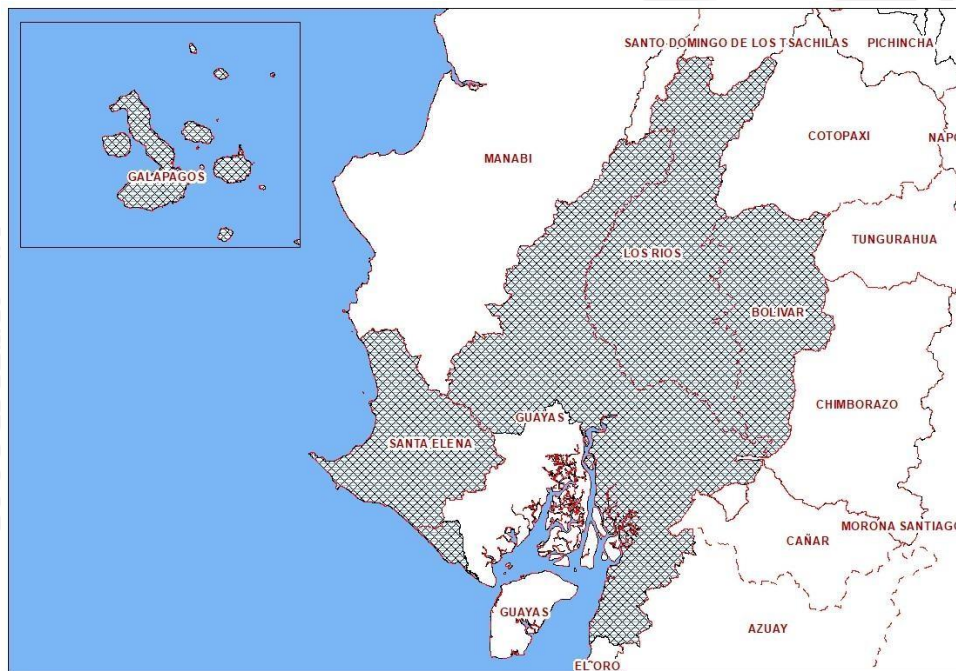 SANTO DOMINGO DE LOS TSACHILAS
PICHINCHA
COTOPAXI
MANABI
GALAPAGOS
TUNGURAHUA
LOS RIOS
BOLIVAR
CHIMBORAZO
GUAYAS
SANTA ELENA
MORONA SANTIAGO
CAÑAR
GUAYAS
AZUAY
EL ORO